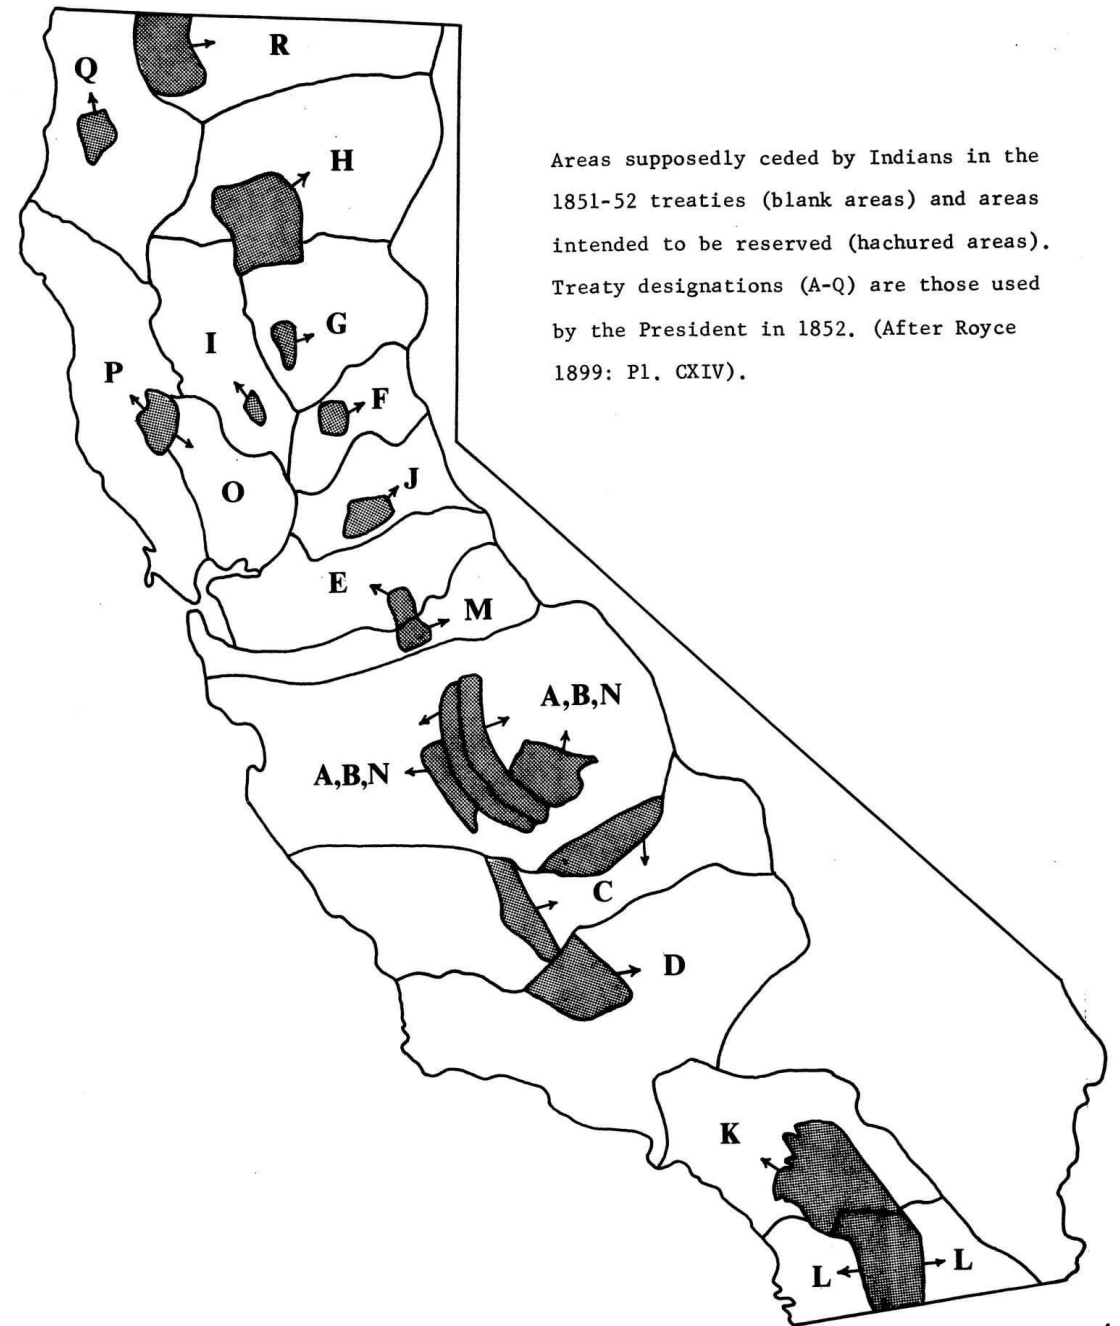 R
Q
H
Areas supposedly ceded by Indians in the
1851-52 treaties (blank areas) and areas
intended to be reserved (hachured areas).
Treaty designations (A-Q) are those used
by the President in 1852. (After Royce
1899: Pl. CXIV).
G
I
P
F
J
O
E
M
A,B,N
A,B,N
C
D
K
L
L